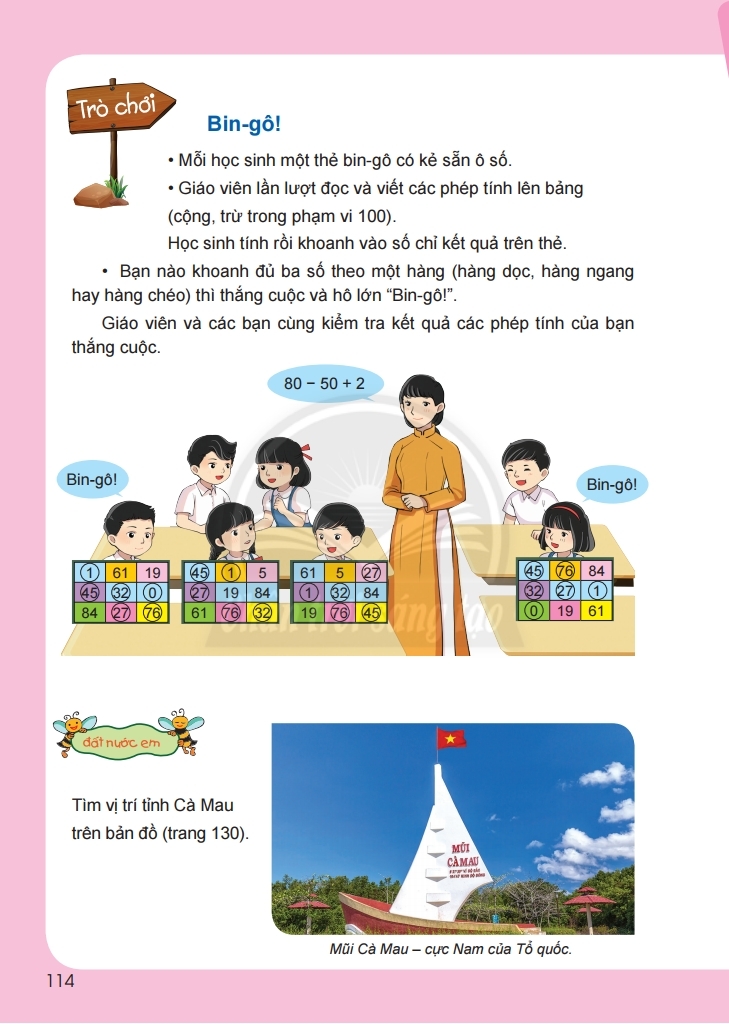 Trò chơi
Bin-gô!
• Mỗi học sinh một thẻ bin-gô có kẻ sẵn ô số.
• Giáo viên lần lượt đọc và viết các phép tính lên bảng
(cộng, trừ trong phạm vi 100).
Học sinh tính rồi khoanh vào số chỉ kết quả trên thẻ.
• Bạn nào khoanh đủ ba số theo một hàng (hàng dọc, hàng ngang
hay hàng chéo) thì thắng cuộc và hô lớn “Bin-gô!”.
Giáo viên và các bạn cùng kiểm tra kết quả các phép tính của bạn
thắng cuộc.
80 − 50 + 2
Bin-gô!
Bin-gô!
1 61 19
45 32 0
84 27 76
45 1 5
27 19 84
61 76 32
61 5 27
1 32 84
19 76 45
45 76 84
32 27 1
0 19 61
Chân trời sáng tạo
đất nước em
Tìm vị trí tỉnh Cà Mau
trên bản đồ (trang 130).
MŨI
CÀ MAU
Mũi Cà Mau – cực Nam của Tổ quốc.
114